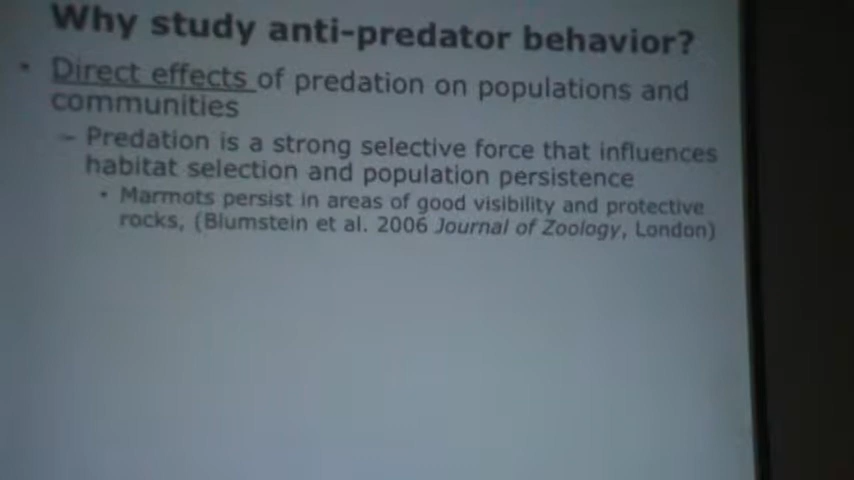 Why study anti-predator behavior?
• Direct effects of predation on populations and
communities
– Predation is a strong selective force that influences
habitat selection and population persistence
• Marmots persist in areas of good visibility and protective
rocks, (Blumstein et al. 2006 Journal of Zoology, London)